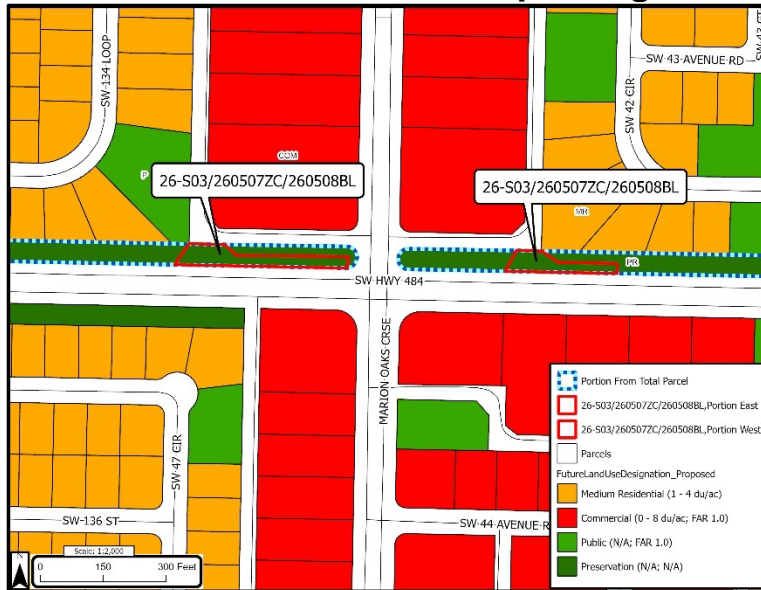 SW 134 LOOP
COM
P
26-S03/260507ZC/260508BL
26-S03/260507ZC/260508BL
SW 43 AVENUE RD
SW 42 CIR
MR
PR
SW HWY 484
MARION OAKS CRSE
SW 47 CIR
SW 136 ST
SW 44 AVENUE R
Portion From Total Parcel
26-S03/260507ZC/260508BL,Portion East
26-S03/260507ZC/260508BL,Portion West
Parcels
FutureLandUseDesignation_Proposed
Medium Residential (1 - 4 du/ac)
Commercial (0 - 8 du/ac; FAR 1.0)
Public (N/A; FAR 1.0)
Preservation (N/A; N/A)
N
Scale: 1:2,000
0 150 300 Feet